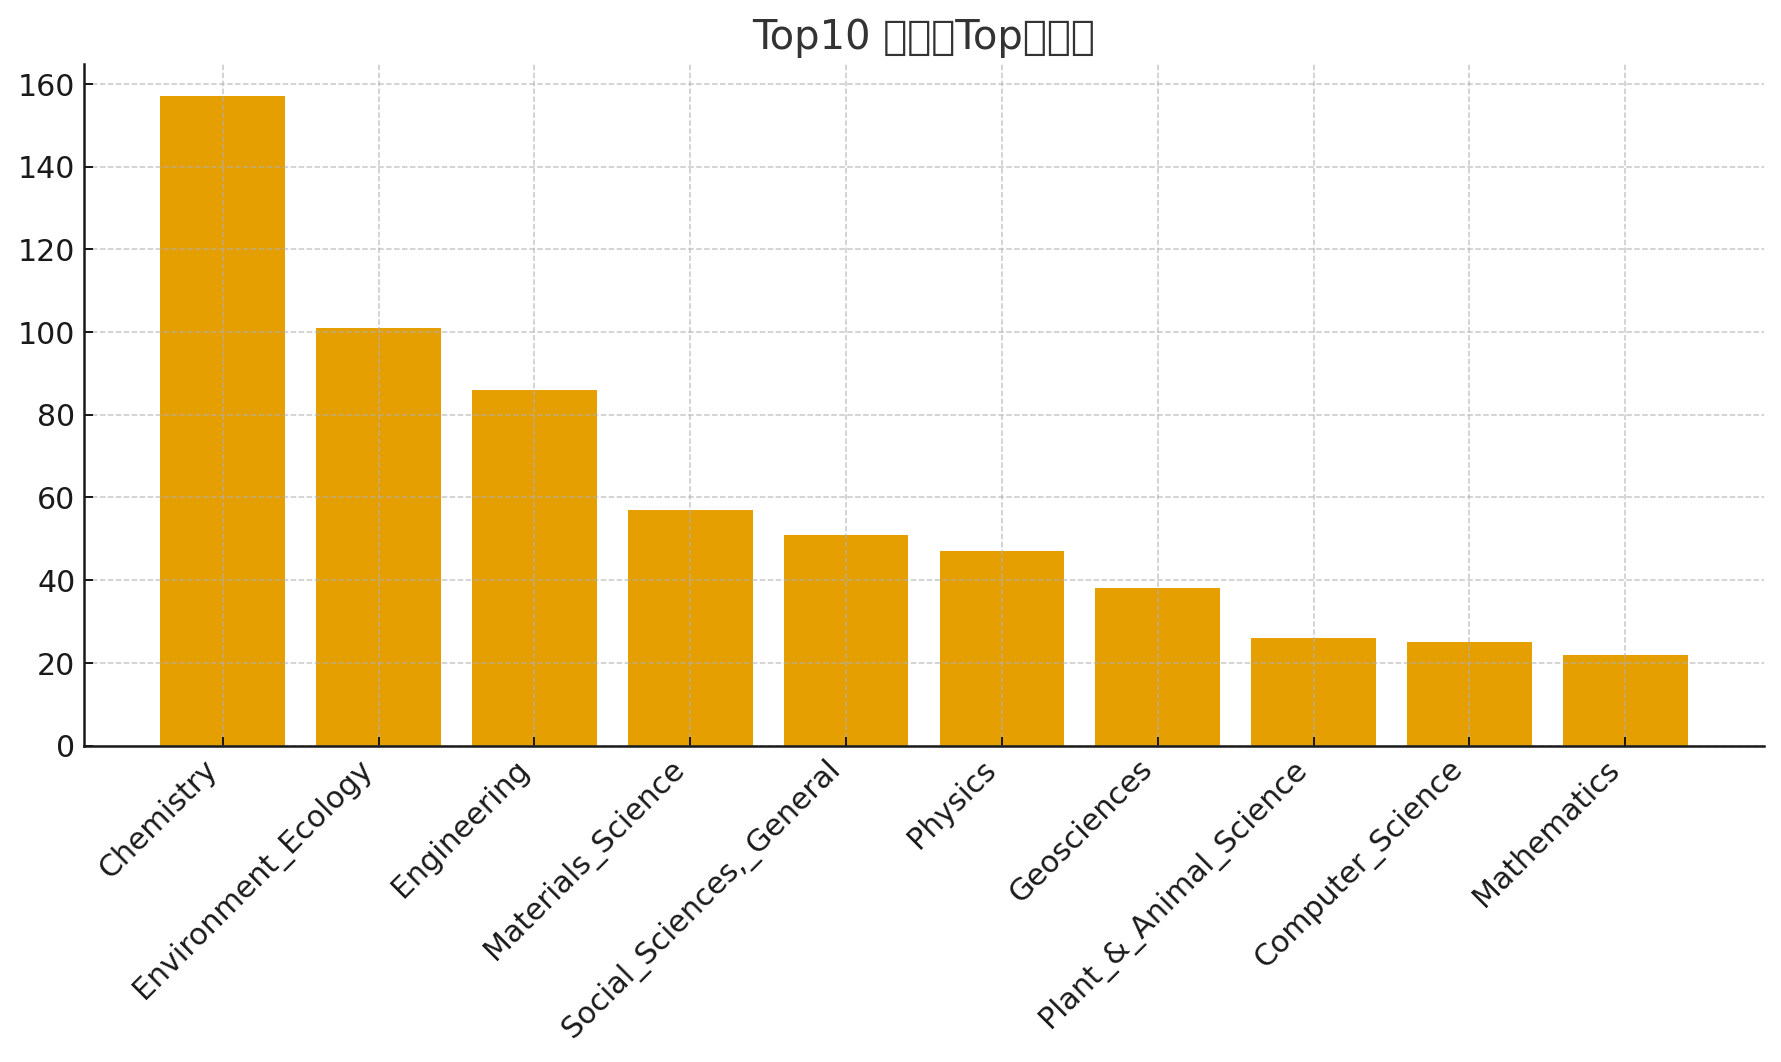 Top10 □□□Top□□□
160
140
120
100
80
60
40
20
0
Chemistry
Environment_Ecology
Engineering
Materials_Science
Social_Sciences,_General
Physics
Geosciences
Plant_&_Animal_Science
Computer_Science
Mathematics